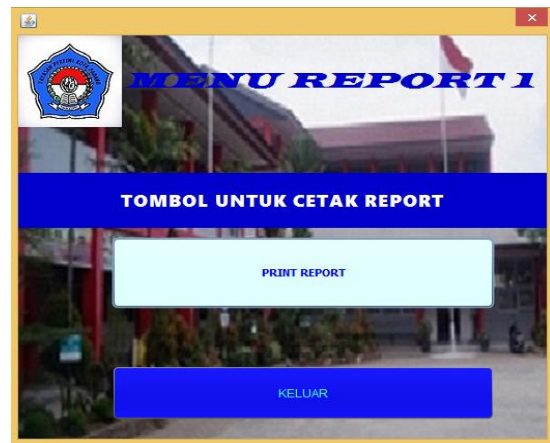 MENU REPORT 1
TOMBOL UNTUK CETAK REPORT
PRINT REPORT
KELUAR